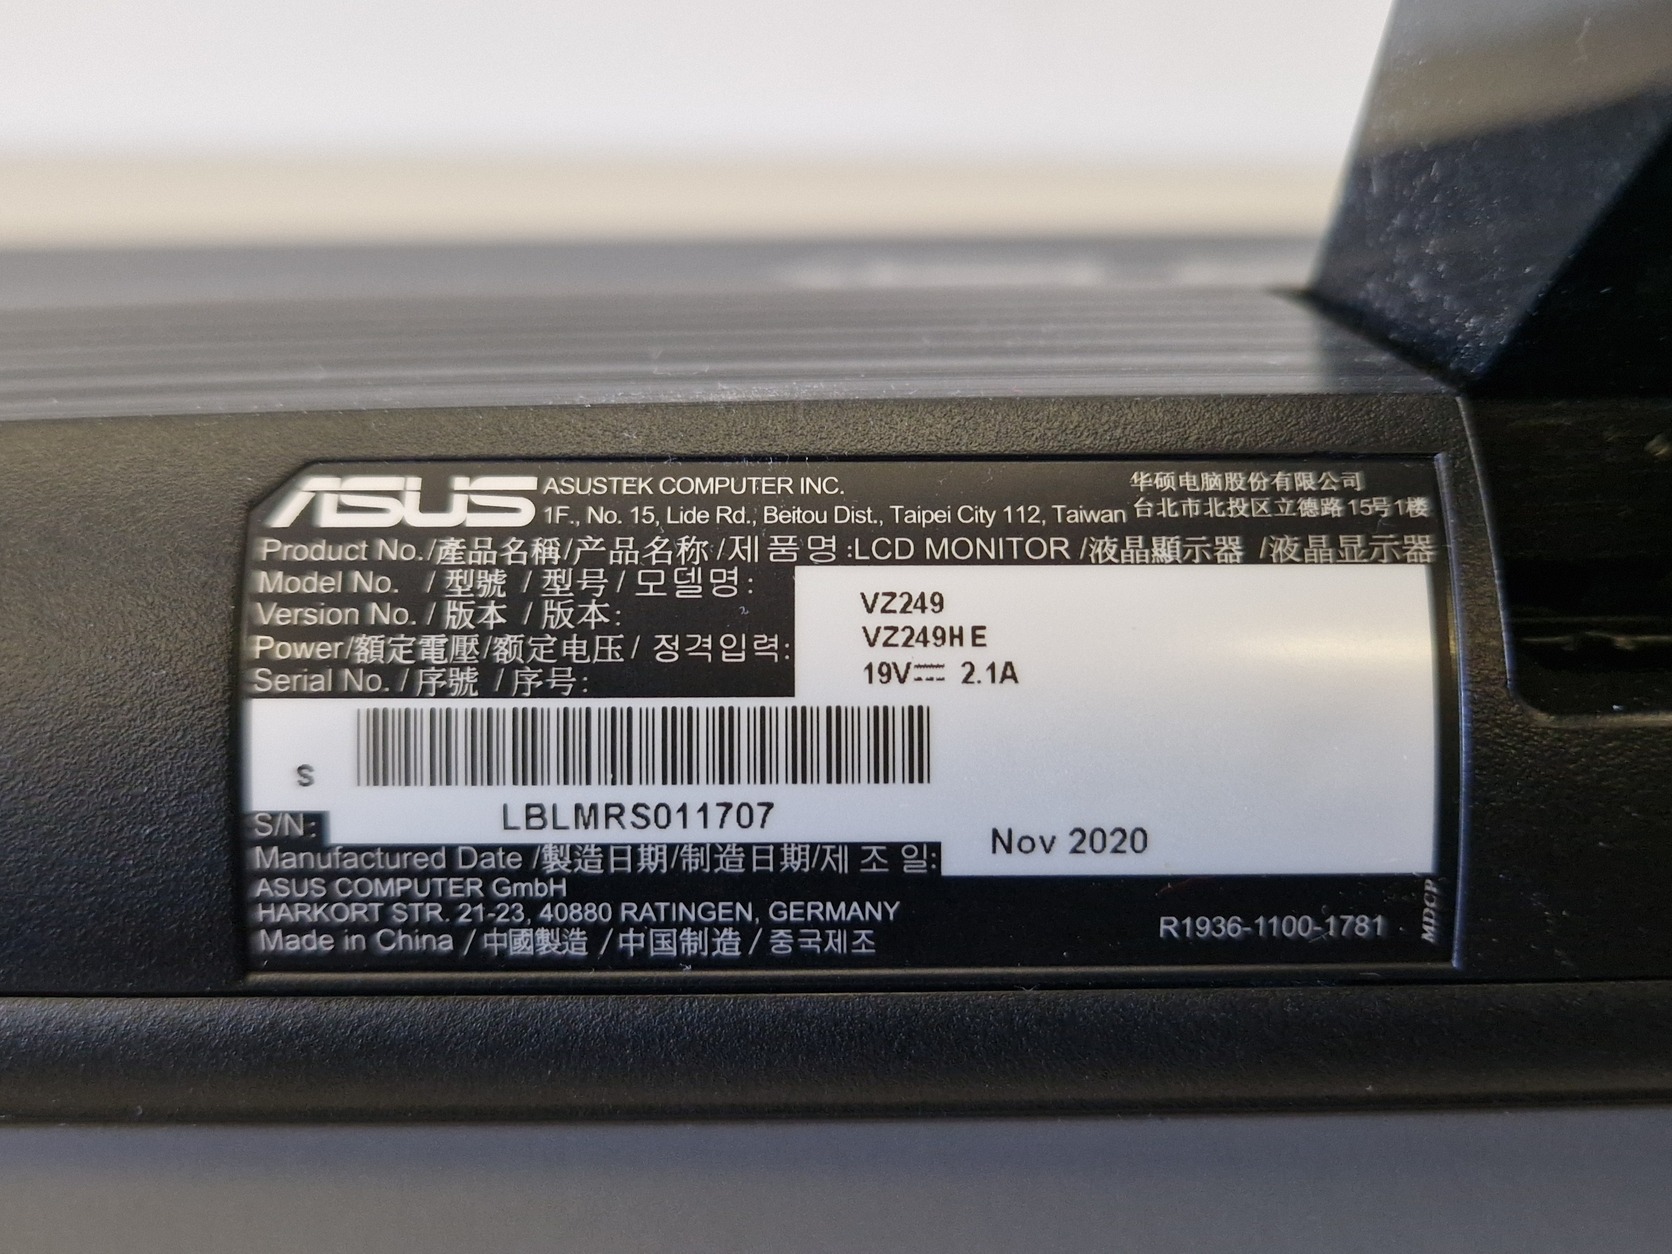 ASUS ASUSTEK COMPUTER INC. 华硕电脑股份有限公司
1F., No. 15, Lide Rd., Beitou Dist., Taipei City 112, Taiwan 台北市北投区立德路15号1楼
Product No./產品名稱/产品名称/제품명:LCD MONITOR /液晶顯示器 /液晶显示器
Model No. / 型號 / 型号 / 모델명: VZ249
Version No. / 版本 / 版本: VZ249HE
Power/額定電壓/额定电压/ 정격입력: 19V⎓ 2.1A
Serial No. / 序號 / 序号:
S
S/N: LBLMRS011707
Manufactured Date /製造日期/制造日期/제 조 일: Nov 2020
ASUS COMPUTER GmbH
HARKORT STR. 21-23, 40880 RATINGEN, GERMANY
Made in China / 中國製造 / 中国制造 / 중국제조
R1936-1100-1781
MDCP